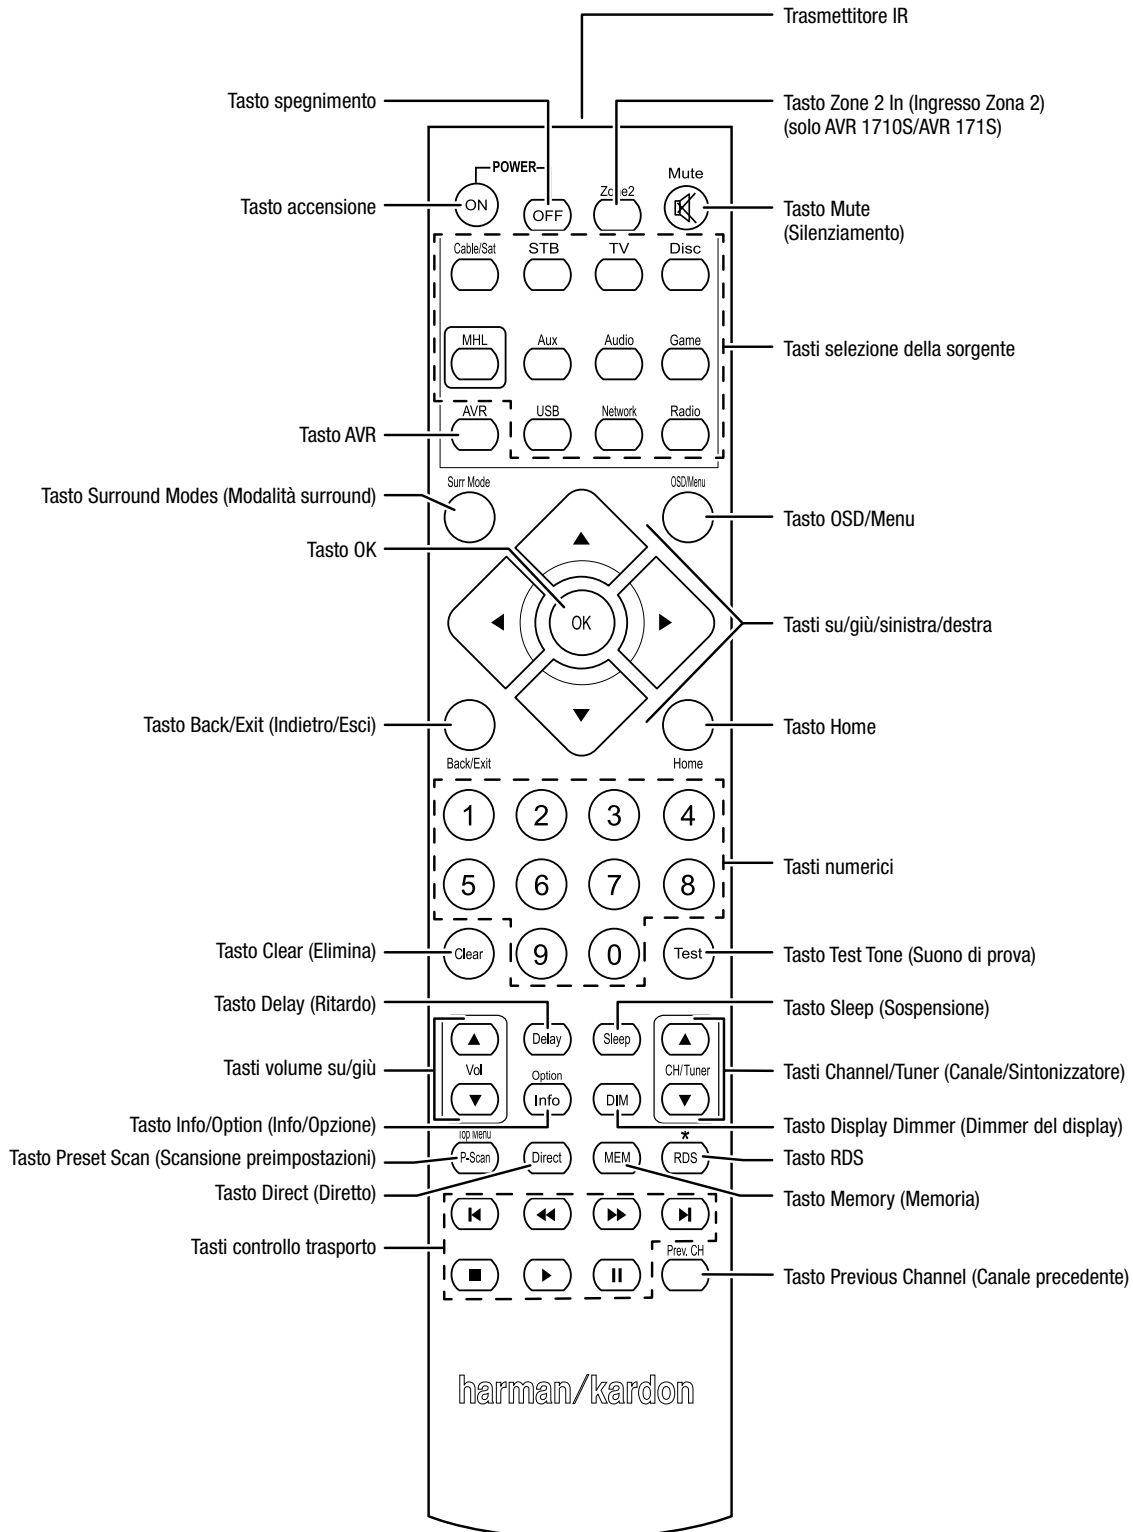 Trasmettitore IR
Tasto spegnimento
Tasto Zone 2 In (Ingresso Zona 2)
(solo AVR 1710S/AVR 171S)
POWER
Mute
Tasto accensione
ON
OFF
Zone2
Tasto Mute
(Silenziamento)
Cable/Sat
STB
TV
Disc
MHL
Aux
Audio
Game
Tasti selezione della sorgente
AVR
USB
Network
Radio
Tasto AVR
Surr Mode
OSD/Menu
Tasto Surround Modes (Modalità surround)
Tasto OSD/Menu
Tasto OK
OK
Tasti su/giù/sinistra/destra
Tasto Back/Exit (Indietro/Esci)
Tasto Home
Back/Exit
Home
1
2
3
4
Tasti numerici
5
6
7
8
Tasto Clear (Elimina)
Clear
9
0
Test
Tasto Test Tone (Suono di prova)
Tasto Delay (Ritardo)
Tasto Sleep (Sospensione)
Delay
Sleep
Tasti volume su/giù
Vol
CH/Tuner
Tasti Channel/Tuner (Canale/Sintonizzatore)
Option
Info
DIM
Tasto Info/Option (Info/Opzione)
Tasto Display Dimmer (Dimmer del display)
Top Menu
*
Tasto Preset Scan (Scansione preimpostazioni)
P-Scan
Direct
MEM
RDS
Tasto RDS
Tasto Direct (Diretto)
Tasto Memory (Memoria)
Tasti controllo trasporto
Prev. CH
Tasto Previous Channel (Canale precedente)
harman/kardon